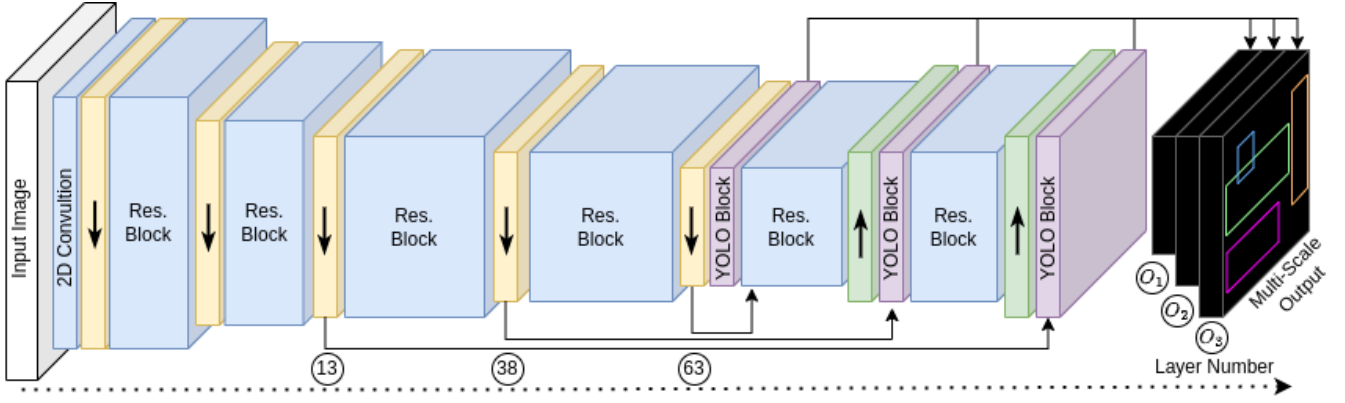 Input Image
2D Convultion
Res.
Block
Res.
Block
Res.
Block
Res.
Block
YOLO Block
Res.
Block
YOLO Block
Res.
Block
YOLO Block
O1
O2
O3
Multi-Scale
Output
13
38
63
Layer Number